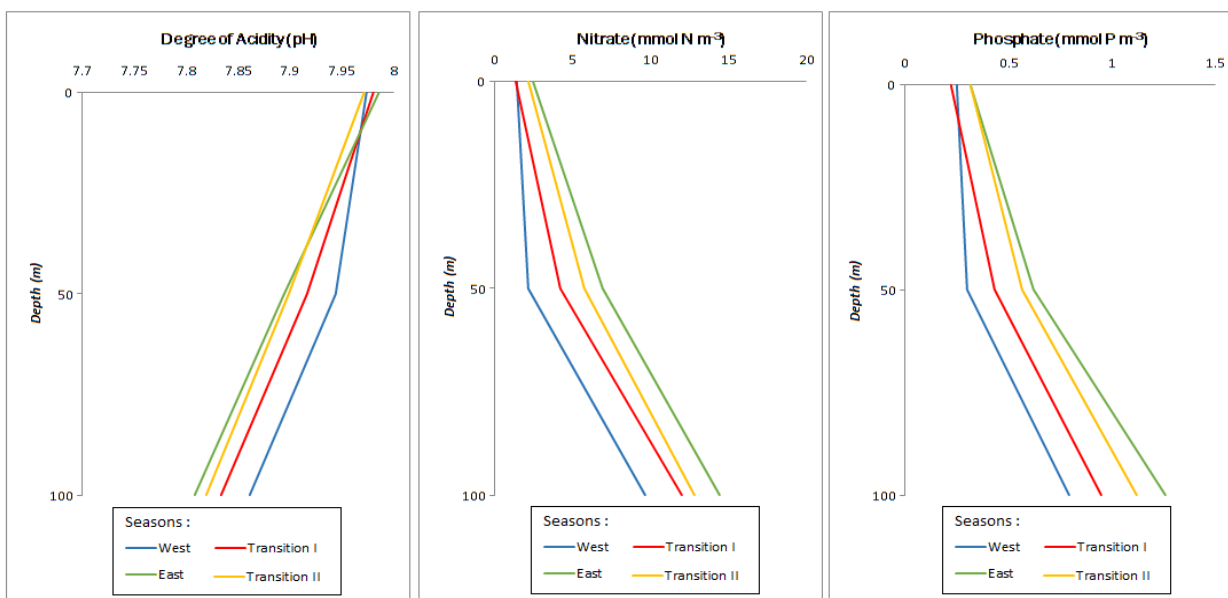 Degree of Acidity (pH)
7.7 7.75 7.8 7.85 7.9 7.95 8
0
50
100
Depth (m)
Seasons :
West Transition I
East Transition II
Nitrate (mmol N m-3)
0 5 10 15 20
0
50
100
Depth (m)
Seasons :
West Transition I
East Transition II
Phosphate (mmol P m-3)
0 0.5 1 1.5
0
50
100
Depth (m)
Seasons :
West Transition I
East Transition II